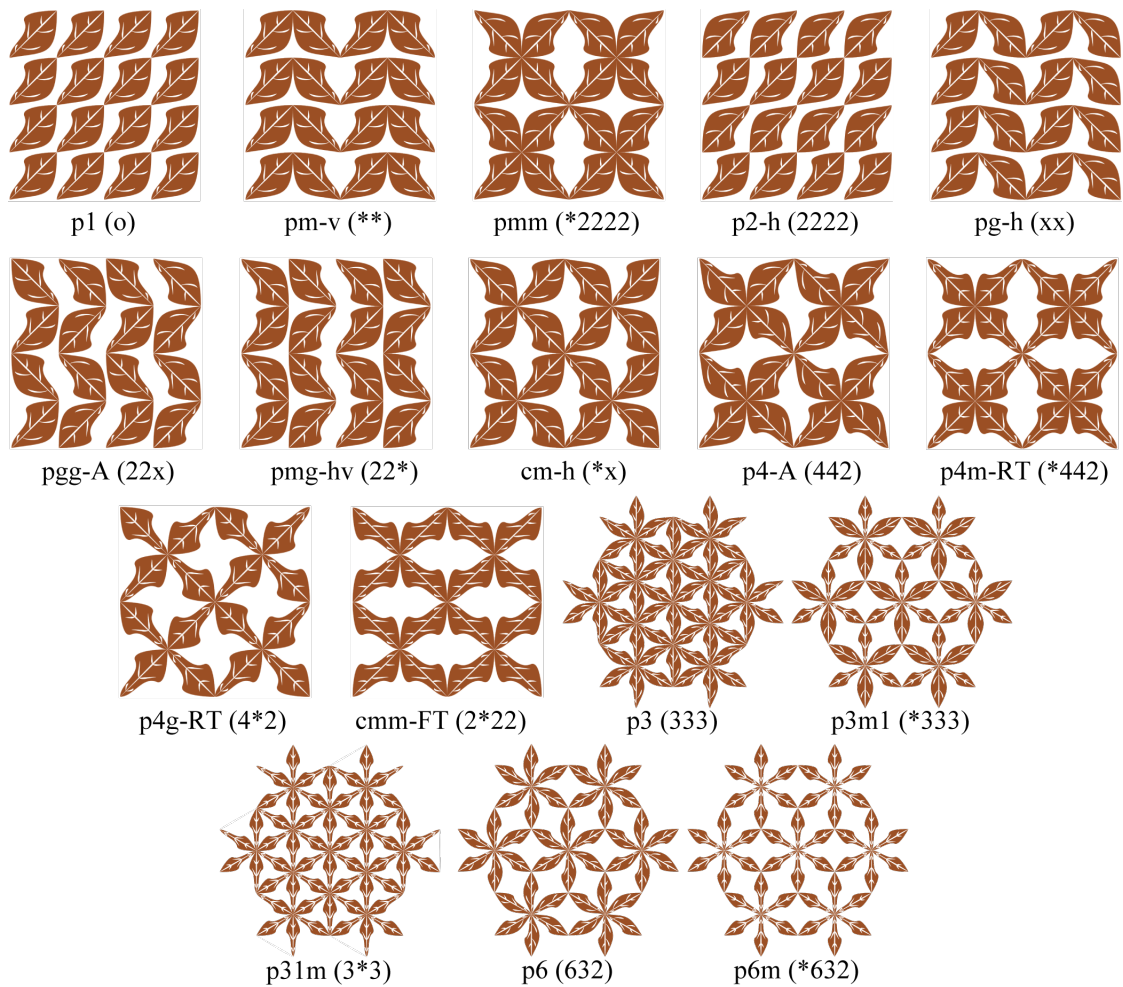 p1 (o) pm-v (**) pmm (*2222) p2-h (2222) pg-h (xx)
pgg-A (22x) pmg-hv (22*) cm-h (*x) p4-A (442) p4m-RT (*442)
p4g-RT (4*2) cmm-FT (2*22) p3 (333) p3m1 (*333)
p31m (3*3) p6 (632) p6m (*632)